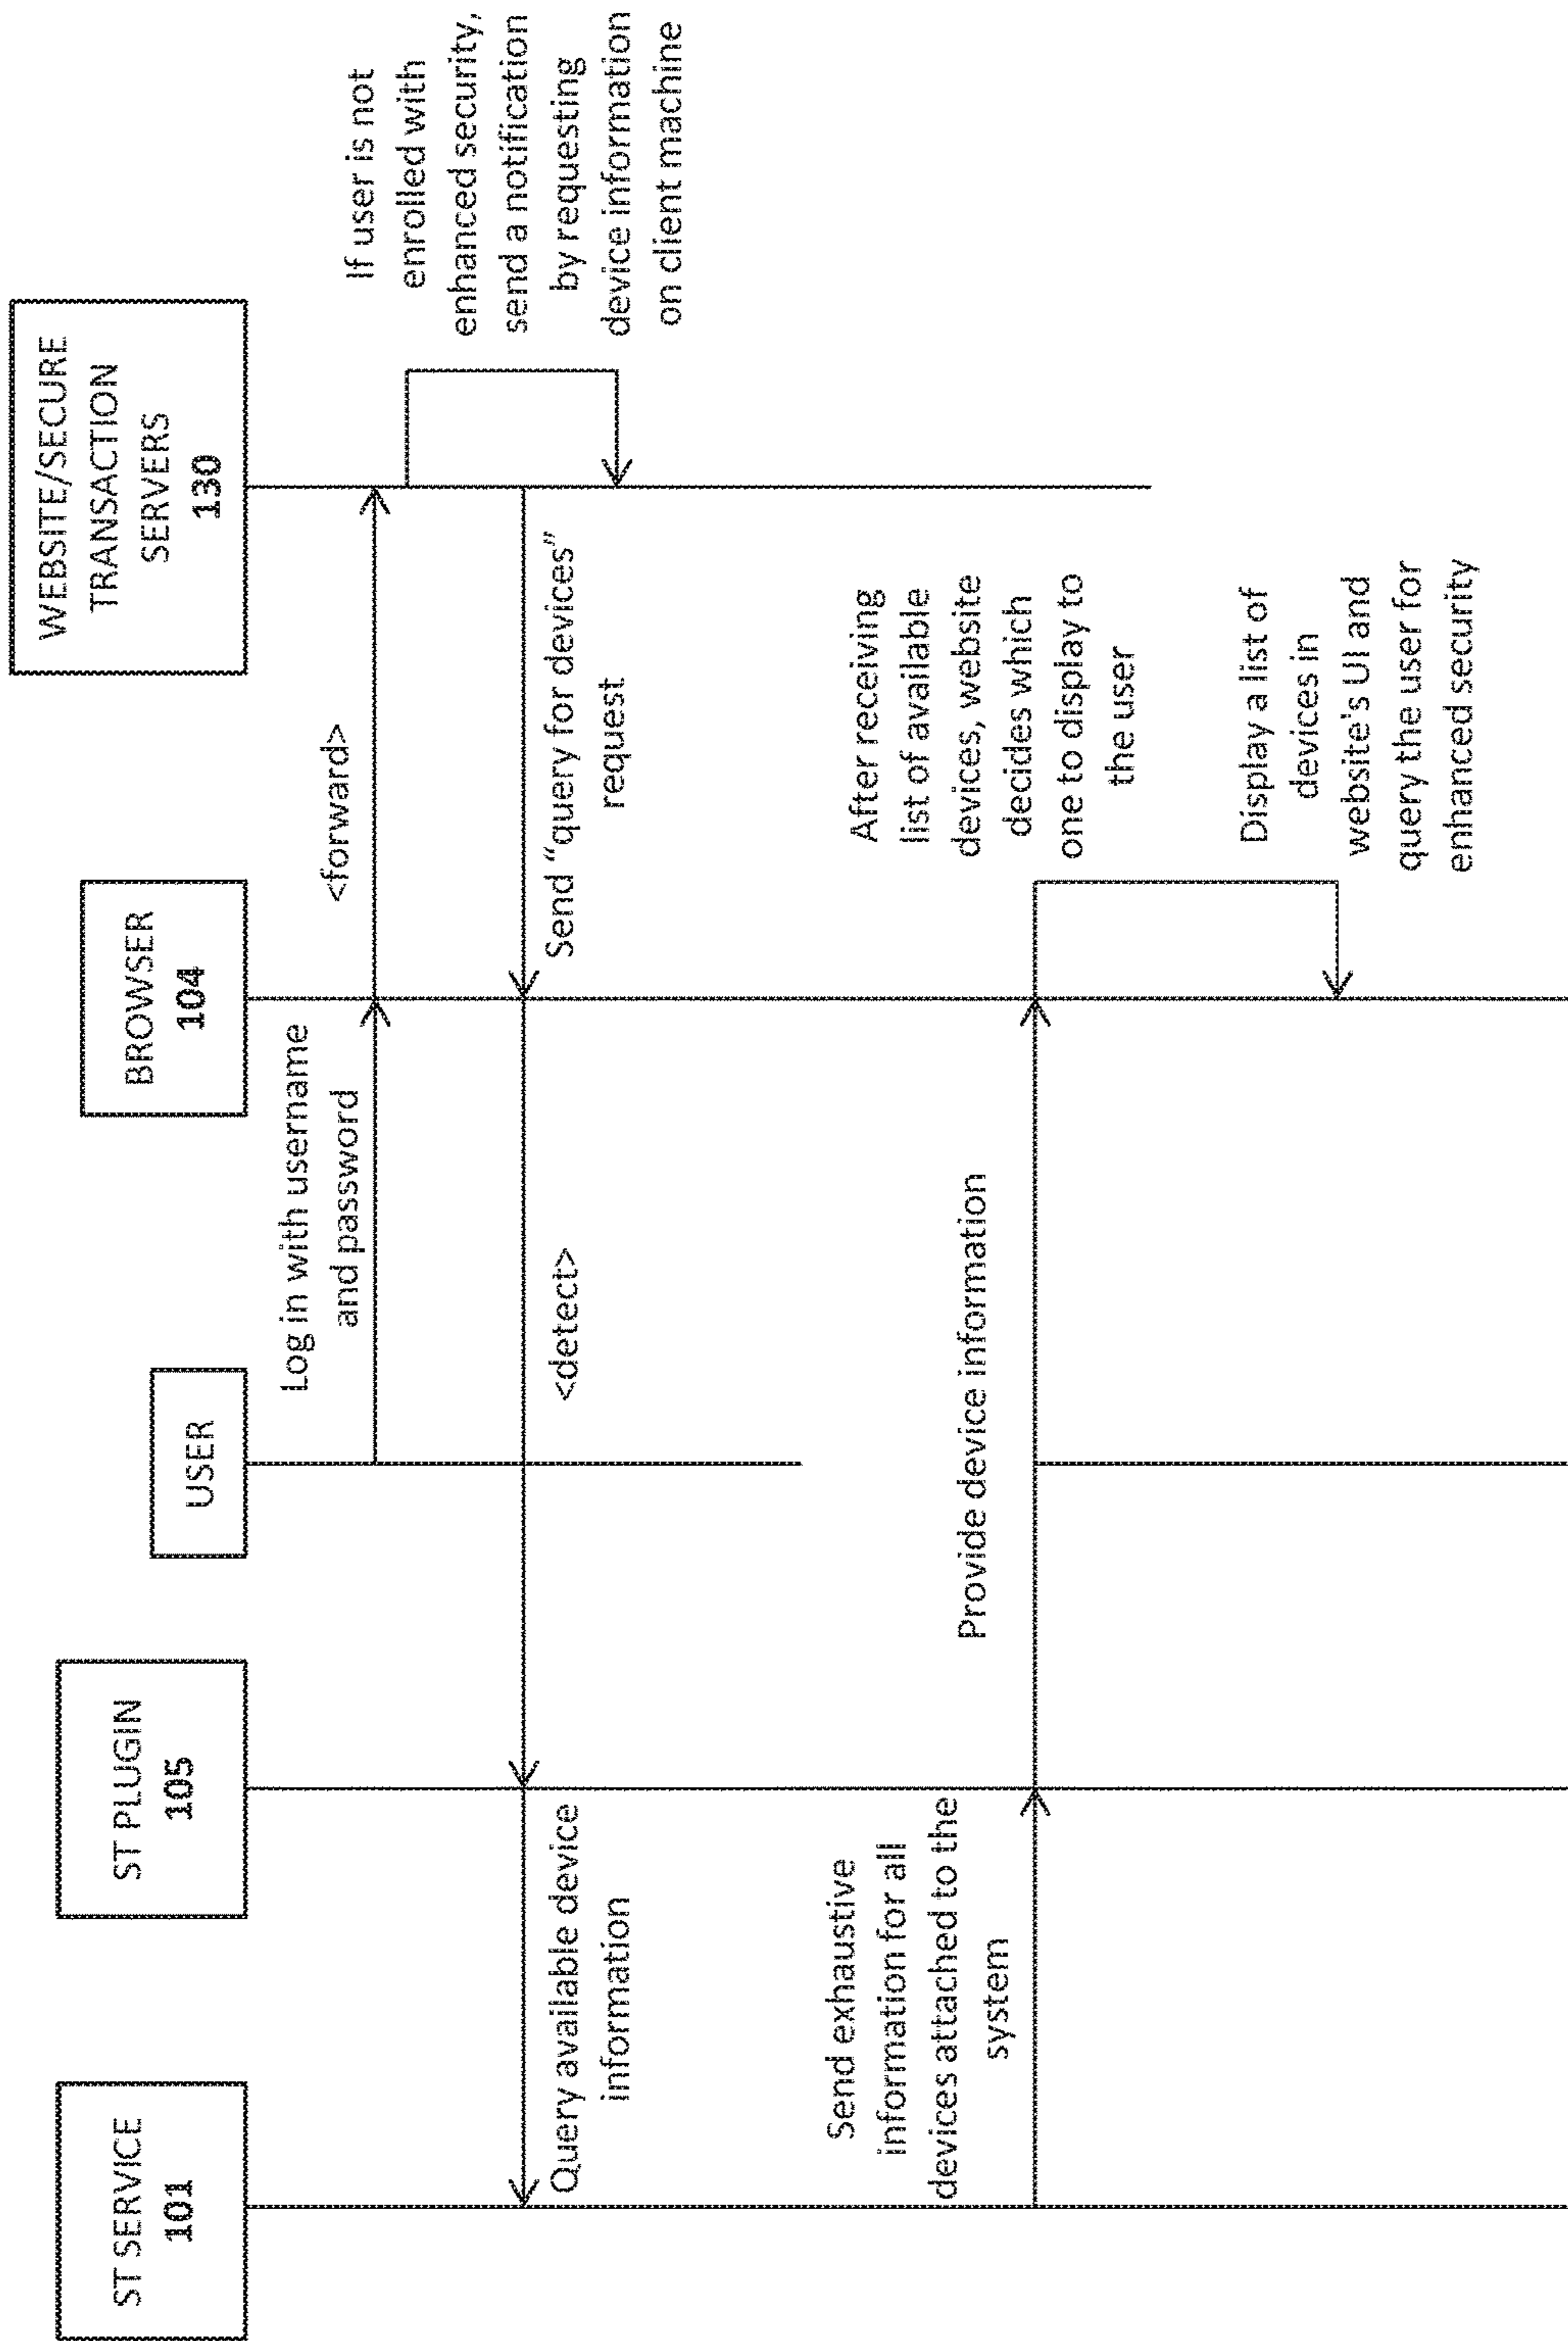 ST SERVICE
101
ST PLUGIN
105
USER
BROWSER
104
WEBSITE/SECURE
TRANSACTION
SERVERS
130
Log in with username
and password
<forward>
If user is not
enrolled with
enhanced security,
send a notification
by requesting
device information
on client machine
Send "query for devices"
request
<detect>
Query available device
information
Send exhaustive
information for all
devices attached to the
system
Provide device information
After receiving
list of available
devices, website
decides which
one to display to
the user
Display a list of
devices in
website's UI and
query the user for
enhanced security